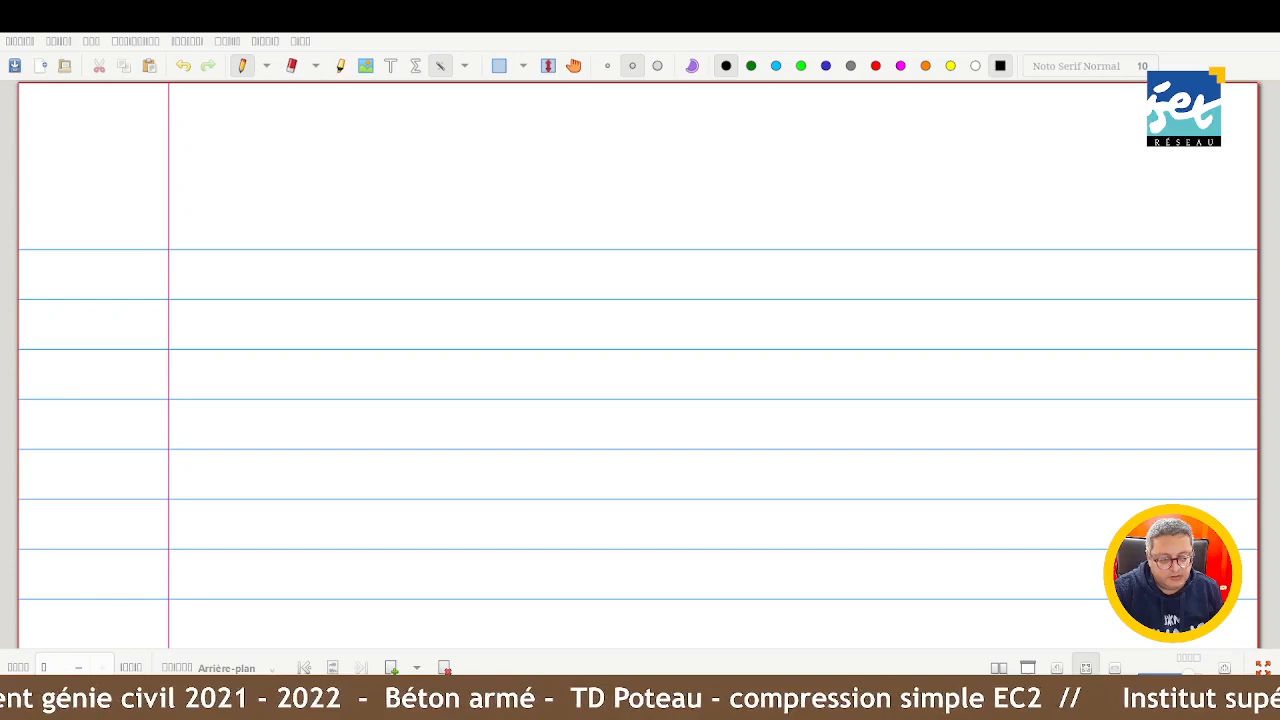 Noto Serif Normal 10
iset
RÉSEAU
Arrière-plan
ent génie civil 2021 - 2022 - Béton armé - TD Poteau - compression simple EC2 // Institut supé